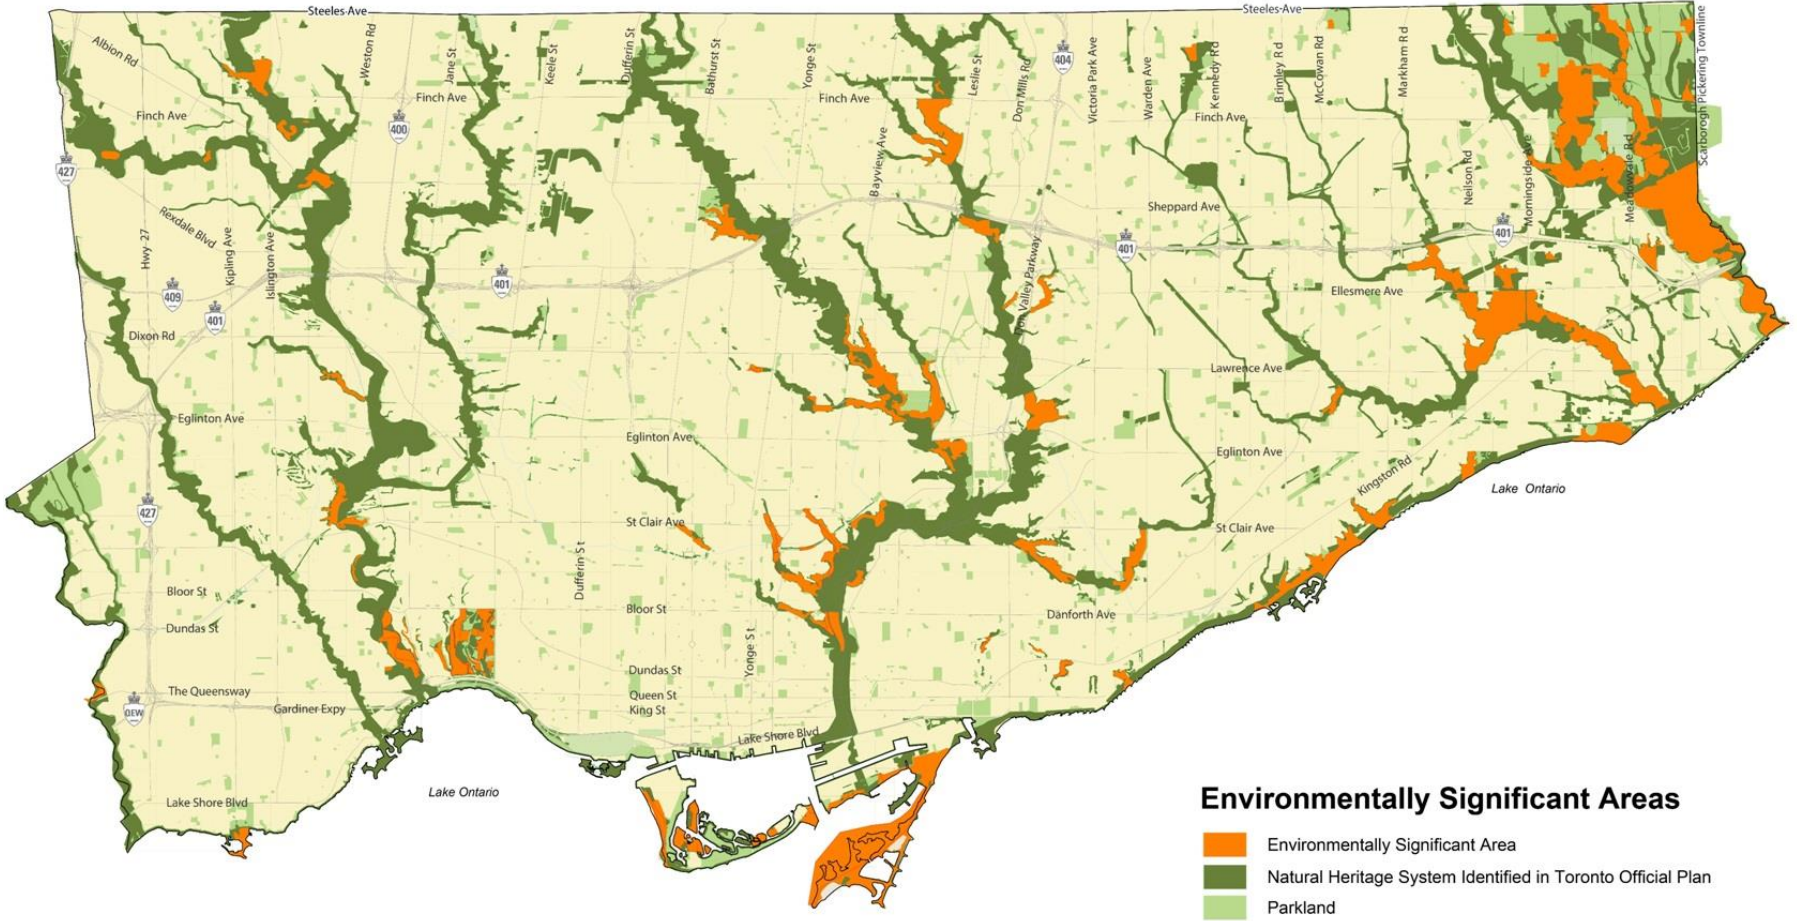 Steeles Ave
Steeles Ave
Albion Rd
Weston Rd
Jane St
Keele St
Dufferin St
Bathurst St
Yonge St
Leslie St
Don Mills Rd
404
Victoria Park Ave
Warden Ave
Kennedy Rd
Brimley Rd
McCowan Rd
Markham Rd
Scarborogh Pickering Townline
Finch Ave
Finch Ave
Finch Ave
Finch Ave
400
427
Bayview Ave
Neilson Rd
Morningside Ave
Meadowvale Rd
Rexdale Blvd
Sheppard Ave
Hwy 27
Kipling Ave
Islington Ave
401
401
409
401
401
Don Valley Parkway
Ellesmere Ave
Dixon Rd
Lawrence Ave
Eglinton Ave
Eglinton Ave
Eglinton Ave
Kingston Rd
Lake Ontario
427
St Clair Ave
St Clair Ave
Dufferin St
Bloor St
Bloor St
Danforth Ave
Dundas St
Yonge St
Dundas St
The Queensway
Queen St
King St
QEW
Gardiner Expy
Lake Shore Blvd
Lake Ontario
Lake Shore Blvd
Environmentally Significant Areas
Environmentally Significant Area
Natural Heritage System Identified in Toronto Official Plan
Parkland